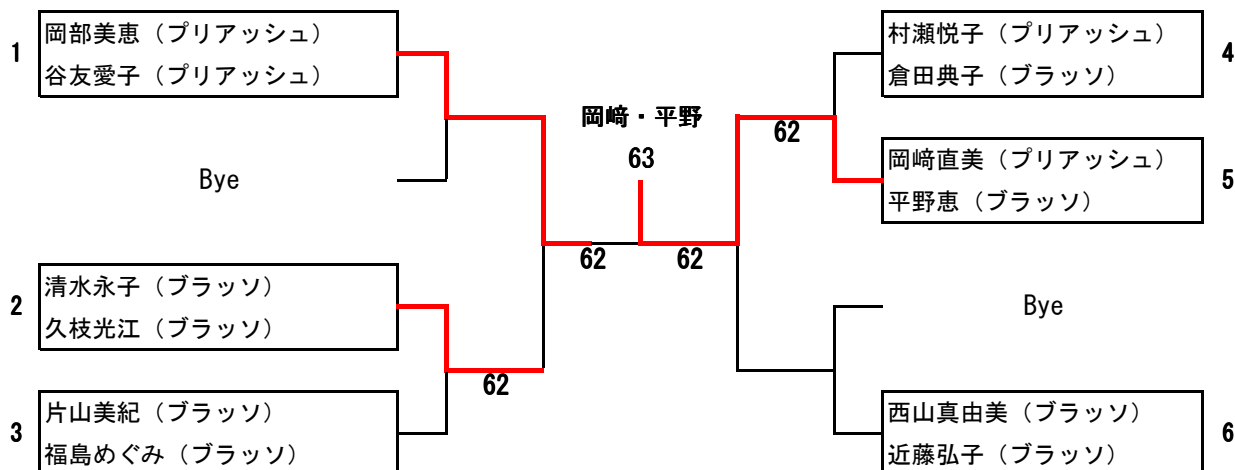 1
岡部美恵（プリアッシュ）
谷友愛子（プリアッシュ）
Bye
2
清水永子（ブラッソ）
久枝光江（ブラッソ）
62
3
片山美紀（ブラッソ）
福島めぐみ（ブラッソ）
62
岡﨑・平野
63
62
62
村瀬悦子（プリアッシュ）
倉田典子（ブラッソ）
4
岡﨑直美（プリアッシュ）
平野恵（ブラッソ）
5
Bye
西山真由美（ブラッソ）
近藤弘子（ブラッソ）
6